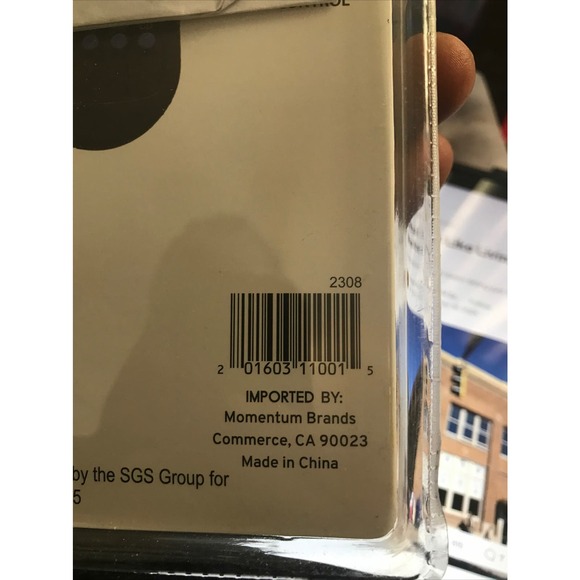 2308
2 01603 11001 5
IMPORTED BY:
Momentum Brands
Commerce, CA 90023
Made in China
by the SGS Group for
5